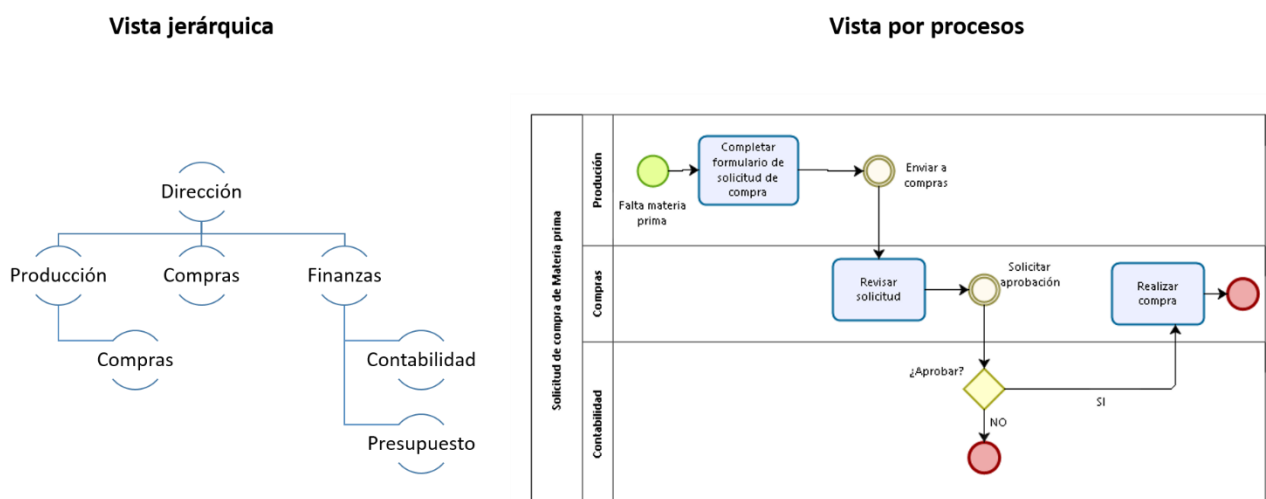 Vista jerárquica
Vista por procesos
Dirección
Producción
Compras
Finanzas
Compras
Contabilidad
Presupuesto
Solicitud de compra de Materia prima
Produción
Falta materia
prima
Completar
formulario de
solicitud de
compra
Enviar a
compras
Compras
Revisar
solicitud
Solicitar
aprobación
Realizar
compra
Contabilidad
¿Aprobar?
SI
NO